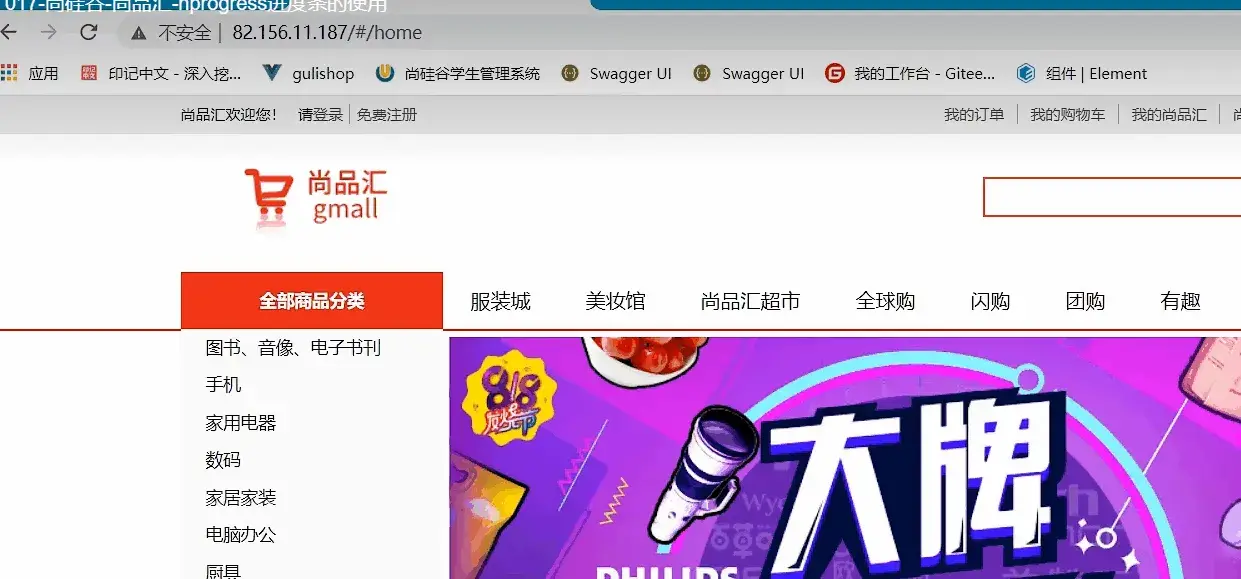 017-尚硅谷-尚品汇-nprogress进度条的使用
不安全 | 82.156.11.187/#/home
应用 印记中文 - 深入挖... gulishop 尚硅谷学生管理系统 Swagger UI Swagger UI 我的工作台 - Gitee... 组件 | Element
尚品汇欢迎您! 请登录 免费注册 我的订单 我的购物车 我的尚品汇
尚品汇
gmall
全部商品分类 服装城 美妆馆 尚品汇超市 全球购 闪购 团购 有趣
图书、音像、电子书刊
手机
家用电器
数码
家居家装
电脑办公
厨具
8
8
大牌
PHILIPS